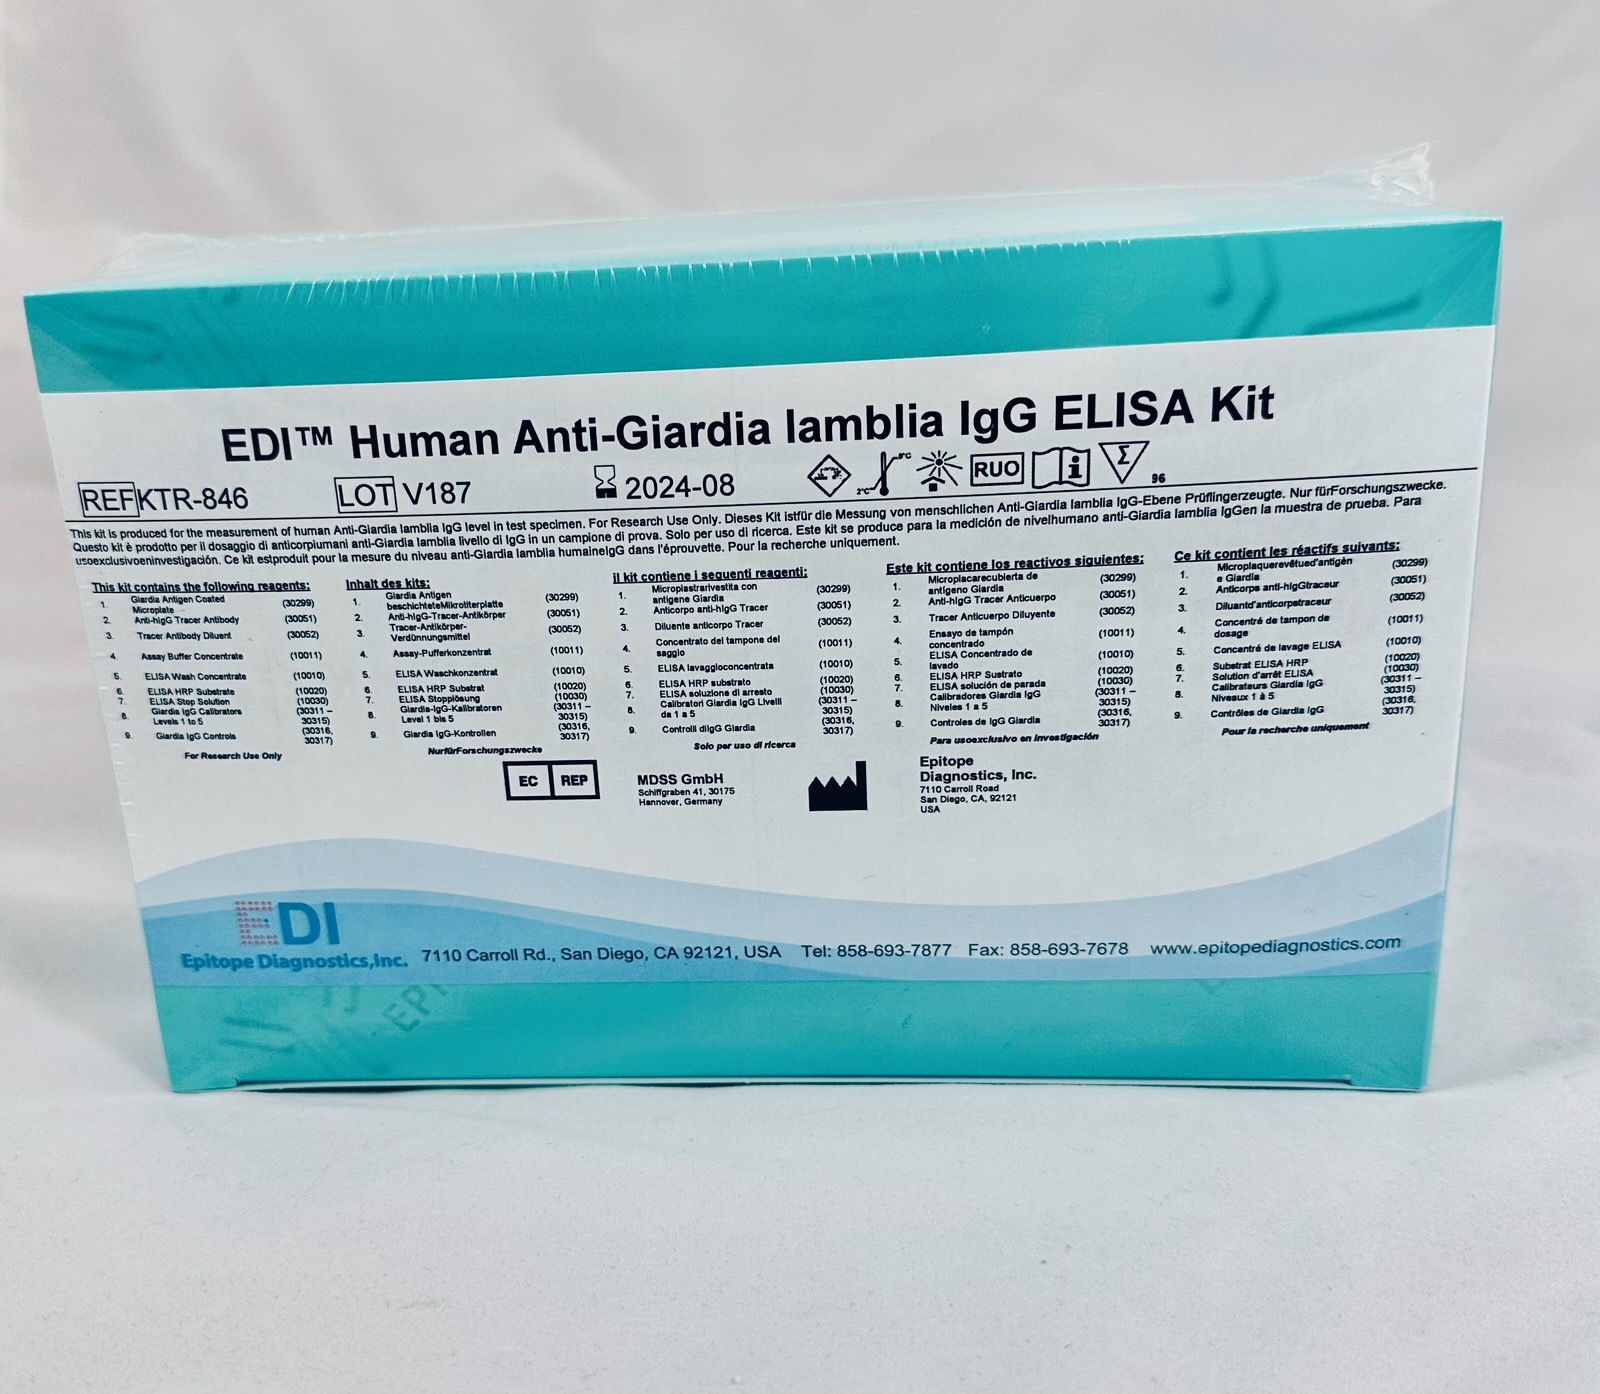 EDI™ Human Anti-Giardia lamblia IgG ELISA Kit
REF KTR-846 LOT V187 2024-08 2°C 8°C RUO i Σ 96
This kit is produced for the measurement of human Anti-Giardia lamblia IgG level in test specimen. For Research Use Only. Dieses Kit istfür die Messung von menschlichen Anti-Giardia lamblia IgG-Ebene Prüflingerzeugte. Nur fürForschungszwecke.
Questo kit è prodotto per il dosaggio di anticorpiumani anti-Giardia lamblia livello di IgG in un campione di prova. Solo per uso di ricerca. Este kit se produce para la medición de nivelhumano anti-Giardia lamblia IgGen la muestra de prueba. Para
usoexclusivoeninvestigación. Ce kit estproduit pour la mesure du niveau anti-Giardia lamblia humaineIgG dans l'éprouvette. Pour la recherche uniquement.
This kit contains the following reagents:
1. Giardia Antigen Coated (30299)
Microplate
2. Anti-hIgG Tracer Antibody (30051)
3. Tracer Antibody Diluent (30052)
4. Assay Buffer Concentrate (10011)
5. ELISA Wash Concentrate (10010)
6. ELISA HRP Substrate (10020)
7. ELISA Stop Solution (10030)
8. Giardia IgG Calibrators (30311 –
Levels 1 to 5 30315)
9. Giardia IgG Controls (30316,
30317)
For Research Use Only
Inhalt des kits:
1. Giardia Antigen (30299)
beschichteteMikrotiterplatte
2. Anti-hIgG-Tracer-Antikörper (30051)
3. Tracer-Antikörper- (30052)
Verdünnungsmittel
4. Assay-Pufferkonzentrat (10011)
5. ELISA Waschkonzentrat (10010)
6. ELISA HRP Substrat (10020)
7. ELISA Stopplösung (10030)
8. Giardia-IgG-Kalibratoren (30311 –
Level 1 bis 5 30315)
9. Giardia IgG-Kontrollen (30316,
30317)
NurfürForschungszwecke
il kit contiene i seguenti reagenti:
1. Microplastrarivestita con (30299)
antigene Giardia
2. Anticorpo anti-hIgG Tracer (30051)
3. Diluente anticorpo Tracer (30052)
4. Concentrato del tampone del (10011)
saggio
5. ELISA lavaggioconcentrata (10010)
6. ELISA HRP substrato (10020)
7. ELISA soluzione di arresto (10030)
8. Calibratori Giardia IgG Livelli (30311 –
da 1 a 5 30315)
9. Controlli diIgG Giardia (30316,
30317)
Solo per uso di ricerca
Este kit contiene los reactivos siguientes:
1. Microplacarecubierta de (30299)
antígeno Giardia
2. Anti-hIgG Tracer Anticuerpo (30051)
3. Tracer Anticuerpo Diluyente (30052)
4. Ensayo de tampón (10011)
concentrado
5. ELISA Concentrado de (10010)
lavado
6. ELISA HRP Sustrato (10020)
7. ELISA solución de parada (10030)
8. Calibradores Giardia IgG (30311 –
Niveles 1 a 5 30315)
9. Controles de IgG Giardia (30316,
30317)
Para usoexclusivo en investigación
Ce kit contient les réactifs suivants:
1. Microplaquerevêtued'antigèn (30299)
e Giardia
2. Anticorps anti-hIgGtraceur (30051)
3. Diluantd'anticorpstraceur (30052)
4. Concentré de tampon de (10011)
dosage
5. Concentré de lavage ELISA (10010)
6. Substrat ELISA HRP (10020)
7. Solution d'arrêt ELISA (10030)
8. Calibrateurs Giardia IgG (30311 –
Niveaux 1 à 5 30315)
9. Contrôles de Giardia IgG (30316,
30317)
Pour la recherche uniquement
EC REP
MDSS GmbH
Schiffgraben 41, 30175
Hannover, Germany
Epitope
Diagnostics, Inc.
7110 Carroll Road
San Diego, CA, 92121
USA
EDI
Epitope Diagnostics,Inc. 7110 Carroll Rd., San Diego, CA 92121, USA Tel: 858-693-7877 Fax: 858-693-7678 www.epitopediagnostics.com